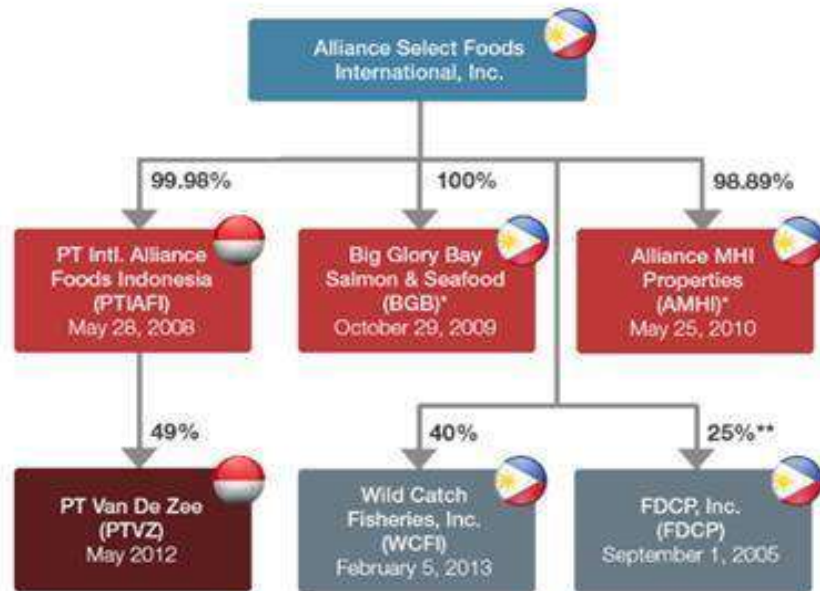 Alliance Select Foods
International, Inc.
99.98%
100%
98.89%
PT Intl. Alliance
Foods Indonesia
(PTIAFI)
May 28, 2008
Big Glory Bay
Salmon & Seafood
(BGB)*
October 29, 2009
Alliance MHI
Properties
(AMHI)*
May 25, 2010
49%
40%
25%**
PT Van De Zee
(PTVZ)
May 2012
Wild Catch
Fisheries, Inc.
(WCFI)
February 5, 2013
FDCP, Inc.
(FDCP)
September 1, 2005